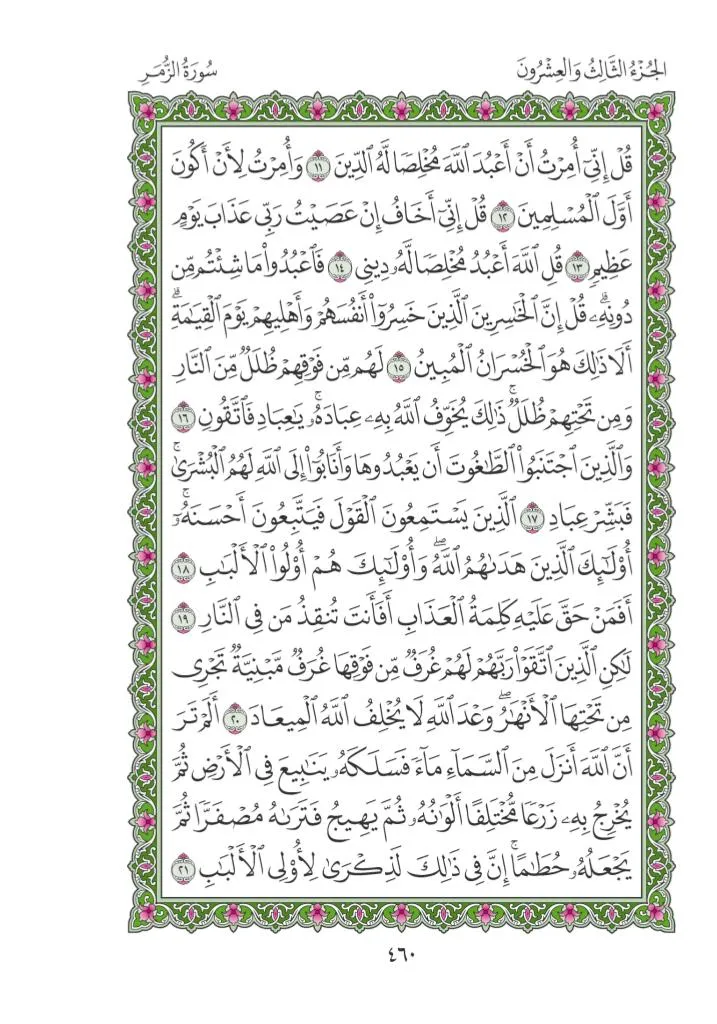 الجُزْءُ الثَّالِثُ وَالعِشْرُونَ
سُورَةُ الزُّمَرِ
قُلْ إِنِّيٓ أُمِرْتُ أَنْ أَعْبُدَ ٱللَّهَ مُخْلِصًا لَّهُ ٱلدِّينَ ١١ وَأُمِرْتُ لِأَنْ أَكُونَ
أَوَّلَ ٱلْمُسْلِمِينَ ١٢ قُلْ إِنِّيٓ أَخَافُ إِنْ عَصَيْتُ رَبِّي عَذَابَ يَوْمٍ
عَظِيمٍ ١٣ قُلِ ٱللَّهَ أَعْبُدُ مُخْلِصًا لَّهُۥ دِينِي ١٤ فَٱعْبُدُوا۟ مَا شِئْتُم مِّن
دُونِهِۦۗ قُلْ إِنَّ ٱلْخَٰسِرِينَ ٱلَّذِينَ خَسِرُوٓا۟ أَنفُسَهُمْ وَأَهْلِيهِمْ يَوْمَ ٱلْقِيَٰمَةِۗ
أَلَا ذَٰلِكَ هُوَ ٱلْخُسْرَانُ ٱلْمُبِينُ ١٥ لَهُم مِّن فَوْقِهِمْ ظُلَلٌ مِّنَ ٱلنَّارِ
وَمِن تَحْتِهِمْ ظُلَلٌۚ ذَٰلِكَ يُخَوِّفُ ٱللَّهُ بِهِۦ عِبَادَهُۥۚ يَٰعِبَادِ فَٱتَّقُونِ ١٦
وَٱلَّذِينَ ٱجْتَنَبُوا۟ ٱلطَّٰغُوتَ أَن يَعْبُدُوهَا وَأَنَابُوٓا۟ إِلَى ٱللَّهِ لَهُمُ ٱلْبُشْرَىٰۚ
فَبَشِّرْ عِبَادِ ١٧ ٱلَّذِينَ يَسْتَمِعُونَ ٱلْقَوْلَ فَيَتَّبِعُونَ أَحْسَنَهُۥٓۚ
أُو۟لَٰٓئِكَ ٱلَّذِينَ هَدَىٰهُمُ ٱللَّهُۖ وَأُو۟لَٰٓئِكَ هُمْ أُو۟لُوا۟ ٱلْأَلْبَٰبِ ١٨
أَفَمَنْ حَقَّ عَلَيْهِ كَلِمَةُ ٱلْعَذَابِ أَفَأَنتَ تُنقِذُ مَن فِي ٱلنَّارِ ١٩
لَٰكِنِ ٱلَّذِينَ ٱتَّقَوْا۟ رَبَّهُمْ لَهُمْ غُرَفٌ مِّن فَوْقِهَا غُرَفٌ مَّبْنِيَّةٌ تَجْرِي
مِن تَحْتِهَا ٱلْأَنْهَٰرُۖ وَعْدَ ٱللَّهِ لَا يُخْلِفُ ٱللَّهُ ٱلْمِيعَادَ ٢٠ أَلَمْ تَرَ
أَنَّ ٱللَّهَ أَنزَلَ مِنَ ٱلسَّمَآءِ مَآءً فَسَلَكَهُۥ يَنَٰبِيعَ فِي ٱلْأَرْضِ ثُمَّ
يُخْرِجُ بِهِۦ زَرْعًا مُّخْتَلِفًا أَلْوَٰنُهُۥ ثُمَّ يَهِيجُ فَتَرَىٰهُ مُصْفَرًّا ثُمَّ
يَجْعَلُهُۥ حُطَٰمًاۚ إِنَّ فِي ذَٰلِكَ لَذِكْرَىٰ لِأُو۟لِي ٱلْأَلْبَٰبِ ٢١
٤٦٠